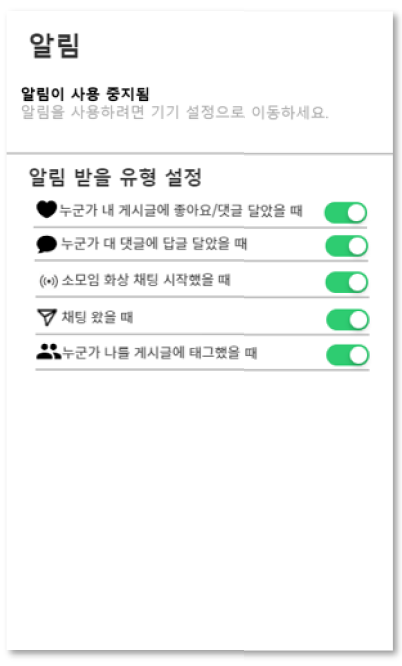 알림
알림이 사용 중지됨
알림을 사용하려면 기기 설정으로 이동하세요.
알림 받을 유형 설정
누군가 내 게시글에 좋아요/댓글 달았을 때
누군가 대 댓글에 답글 달았을 때
소모임 화상 채팅 시작했을 때
채팅 왔을 때
누군가 나를 게시글에 태그했을 때